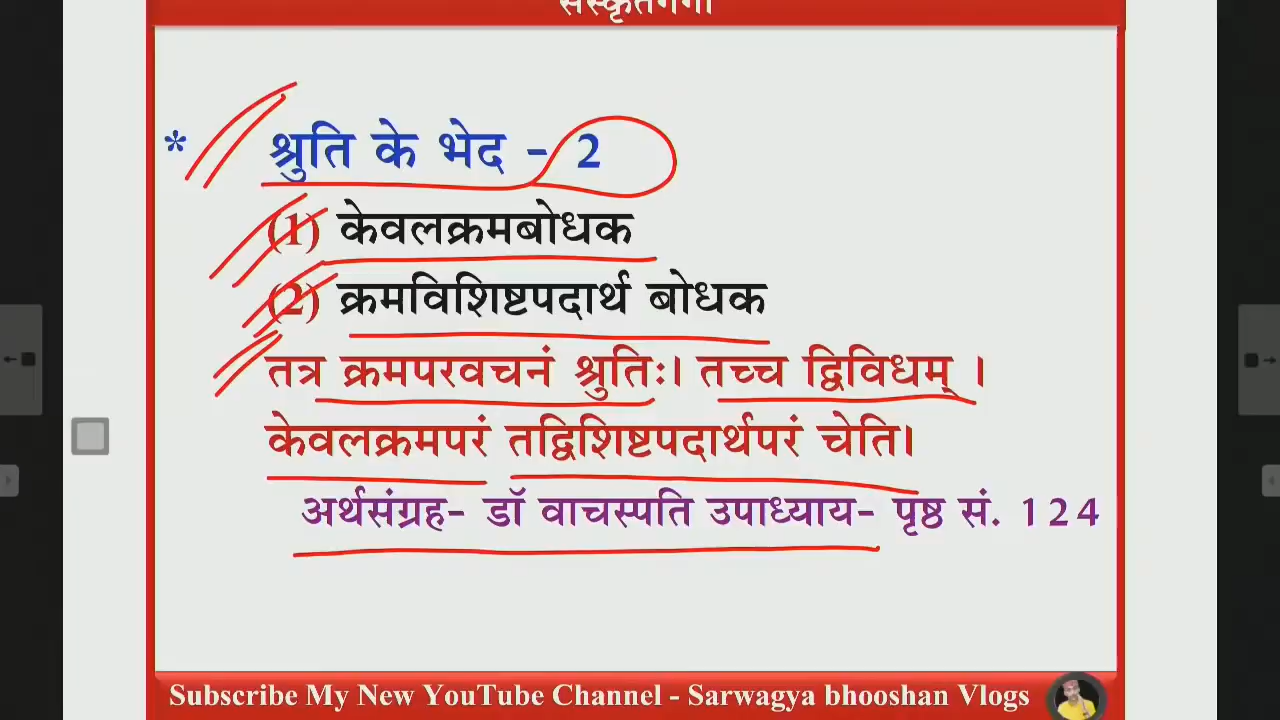 संस्कृतगंगा
* श्रुति के भेद - 2
(1) केवलक्रमबोधक
(2) क्रमविशिष्टपदार्थ बोधक
तत्र क्रमपरवचनं श्रुतिः। तच्च द्विविधम् ।
केवलक्रमपरं तद्विशिष्टपदार्थपरं चेति।
अर्थसंग्रह- डॉ वाचस्पति उपाध्याय- पृष्ठ सं. 124
Subscribe My New YouTube Channel - Sarwagya bhooshan Vlogs